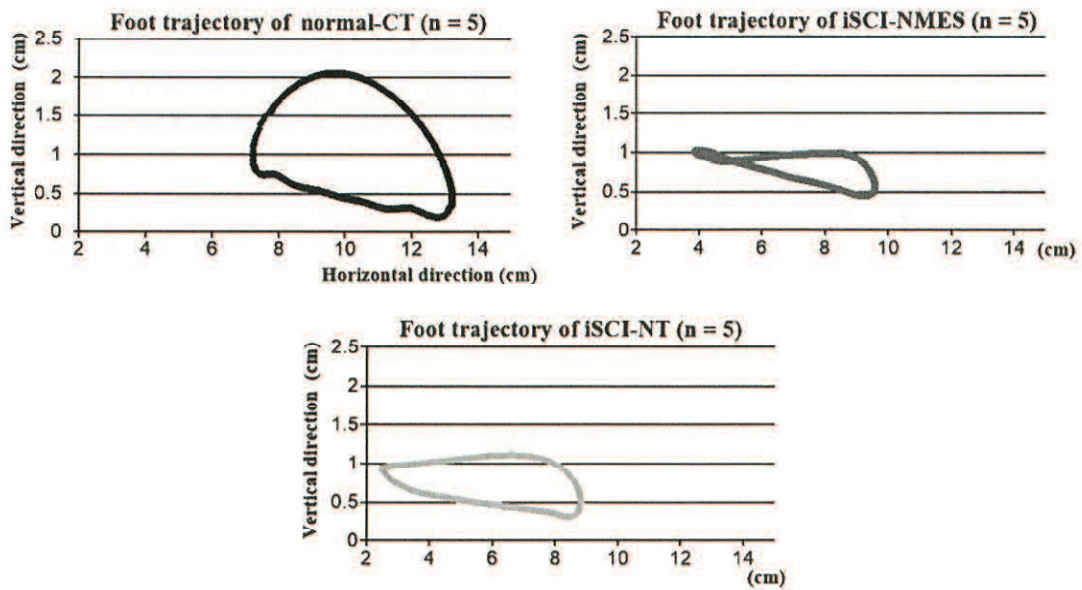 Foot trajectory of normal-CT (n = 5)
Vertical direction (cm)
2.5
2
1.5
1
0.5
0
2 4 6 8 10 12 14
Horizontal direction (cm)
Foot trajectory of iSCI-NMES (n = 5)
Vertical direction (cm)
2.5
2
1.5
1
0.5
0
2 4 6 8 10 12 14 (cm)
Foot trajectory of iSCI-NT (n = 5)
Vertical direction (cm)
2.5
2
1.5
1
0.5
0
2 4 6 8 10 12 14
(cm)